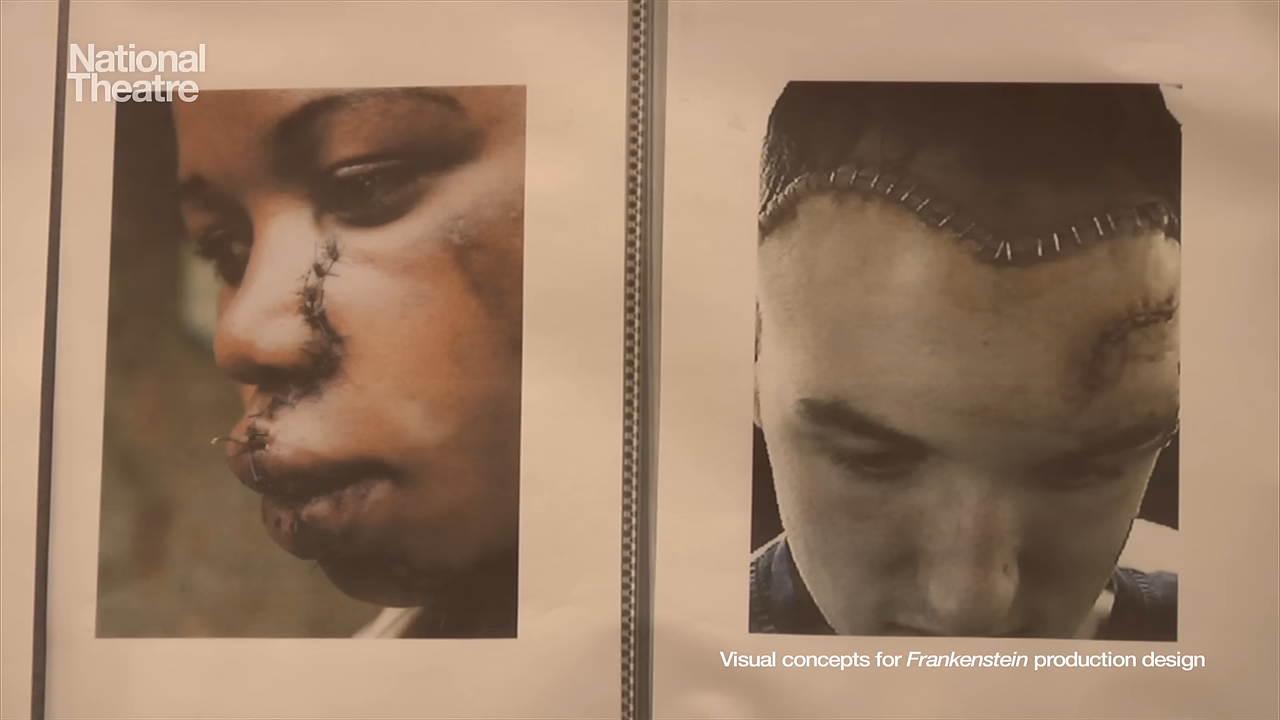 National
Theatre
Visual concepts for Frankenstein production design